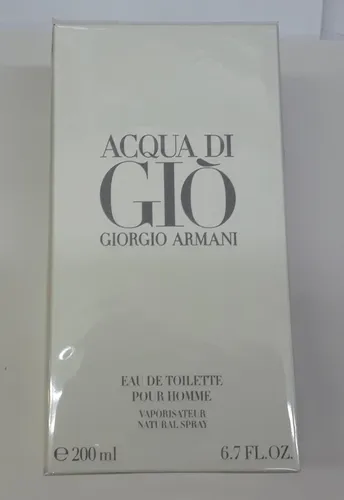 ACQUA DI
GIÒ
GIORGIO ARMANI
EAU DE TOILETTE
POUR HOMME
VAPORISATEUR
NATURAL SPRAY
℮ 200 ml 6.7 FL.OZ.